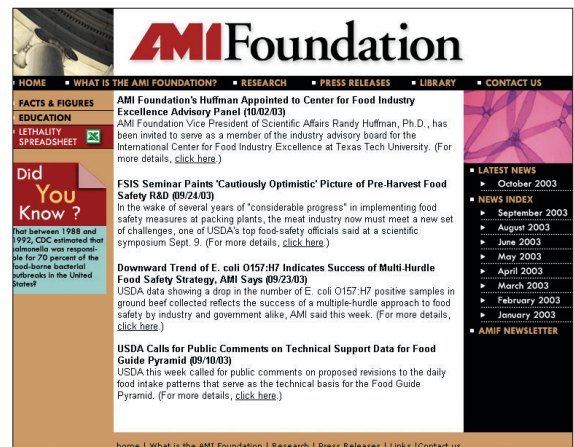 AMIFoundation
HOME ▪ WHAT IS THE AMI FOUNDATION? ▪ RESEARCH ▪ PRESS RELEASES ▪ LIBRARY ▪ CONTACT US
FACTS & FIGURES
EDUCATION
LETHALITY
SPREADSHEET
Did
You
Know ?
That between 1988 and
1992, CDC estimated that
salmonella was responsi-
ble for 70 percent of the
food-borne bacterial
outbreaks in the United
States?
AMI Foundation's Huffman Appointed to Center for Food Industry
Excellence Advisory Panel (10/02/03)
AMI Foundation Vice President of Scientific Affairs Randy Huffman, Ph.D., has
been invited to serve as a member of the industry advisory board for the
International Center for Food Industry Excellence at Texas Tech University. (For
more details, click here.)
FSIS Seminar Paints 'Cautiously Optimistic' Picture of Pre-Harvest Food
Safety R&D (09/24/03)
In the wake of several years of "considerable progress" in implementing food
safety measures at packing plants, the meat industry now must meet a new set
of challenges, one of USDA's top food-safety officials said at a scientific
symposium Sept. 9. (For more details, click here.)
Downward Trend of E. coli O157:H7 Indicates Success of Multi-Hurdle
Food Safety Strategy, AMI Says (09/23/03)
USDA data showing a drop in the number of E. coli O157:H7 positive samples in
ground beef collected reflects the success of a multiple-hurdle approach to food
safety by industry and government alike, AMI said this week. (For more details,
click here.)
USDA Calls for Public Comments on Technical Support Data for Food
Guide Pyramid (09/10/03)
USDA this week called for public comments on proposed revisions to the daily
food intake patterns that serve as the technical basis for the Food Guide
Pyramid. (For more details, click here.)
▪ LATEST NEWS
► October 2003
▪ NEWS INDEX
► September 2003
► August 2003
► June 2003
► May 2003
► April 2003
► March 2003
► February 2003
► January 2003
▪ AMIF NEWSLETTER
home | What is the AMI Foundation | Research | Press Releases | Links |Contact us